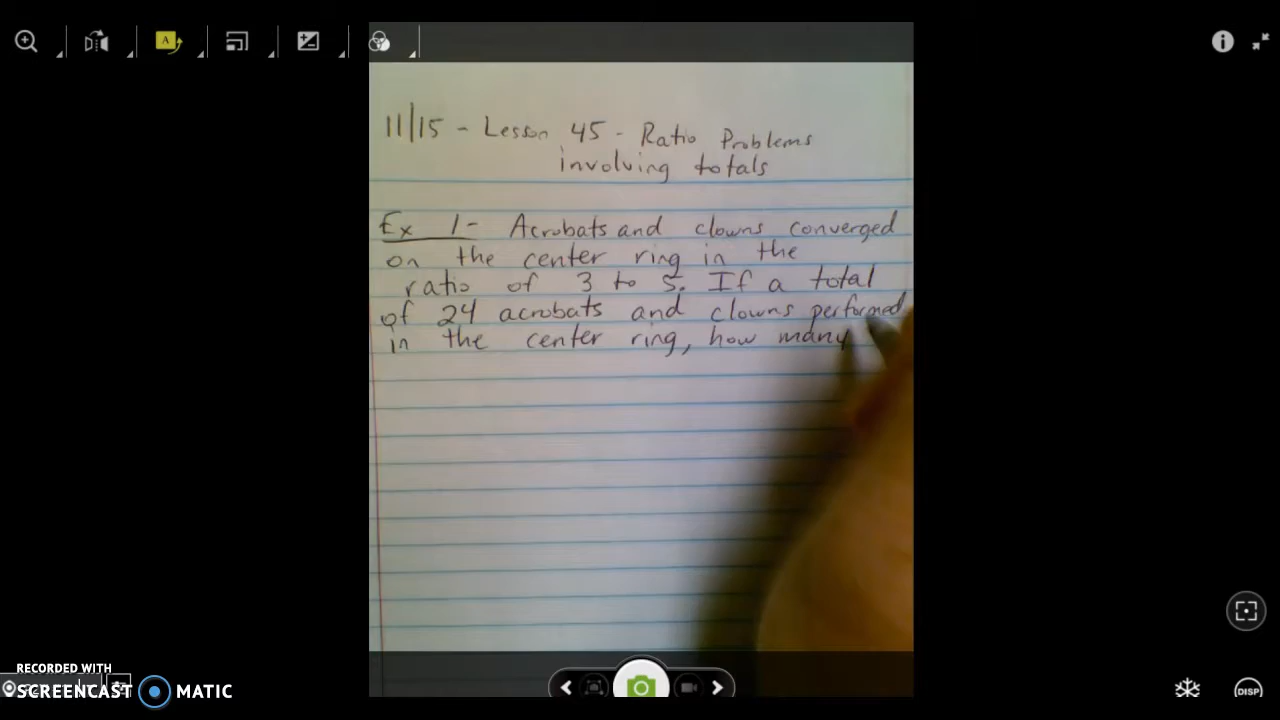 A
11/15 - Lesson 45 - Ratio Problems
involving totals
Ex 1- Acrobats and clowns converged
on the center ring in the
ratio of 3 to 5. If a total
of 24 acrobats and clowns performed
in the center ring, how many
RECORDED WITH
SCREENCAST MATIC
DISP